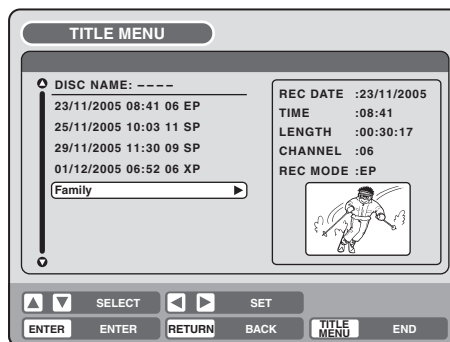 TITLE MENU
DISC NAME: ----
23/11/2005 08:41 06 EP
25/11/2005 10:03 11 SP
29/11/2005 11:30 09 SP
01/12/2005 06:52 06 XP
Family
REC DATE :23/11/2005
TIME :08:41
LENGTH :00:30:17
CHANNEL :06
REC MODE :EP
SELECT SET
ENTER ENTER RETURN BACK TITLE MENU END